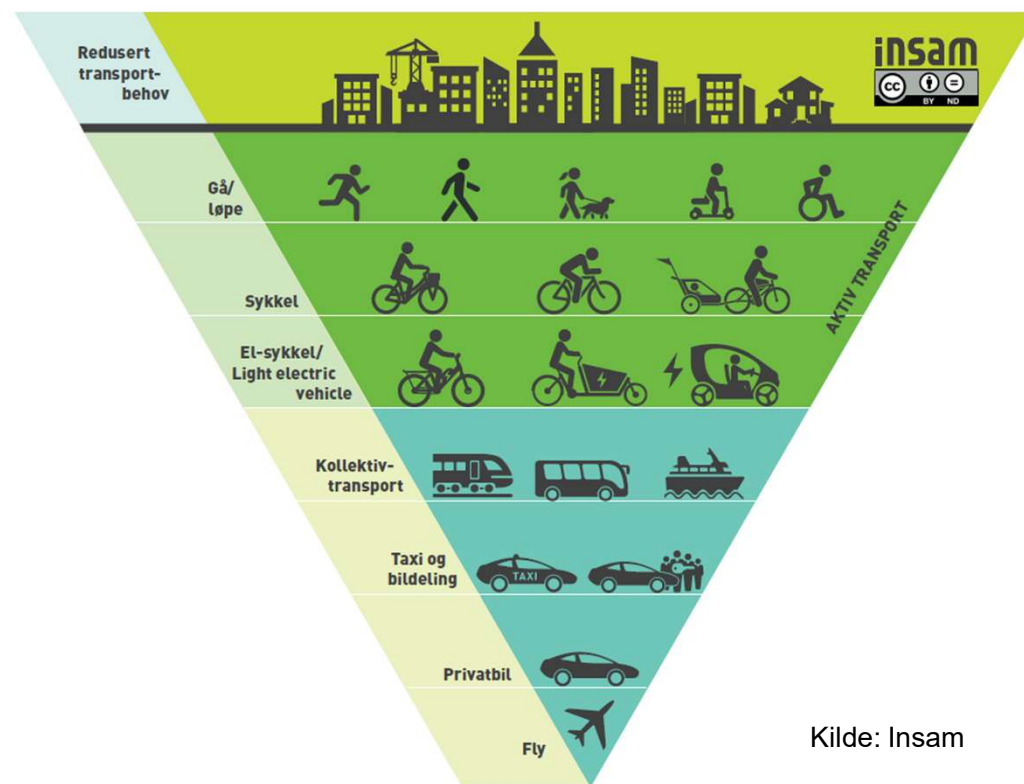 Redusert
transport-
behov
insam
cc
BY ND
Gå/
løpe
AKTIV TRANSPORT
Sykkel
El-sykkel/
Light electric
vehicle
Kollektiv-
transport
Taxi og
bildeling
TAXI
Privatbil
Fly
Kilde: Insam